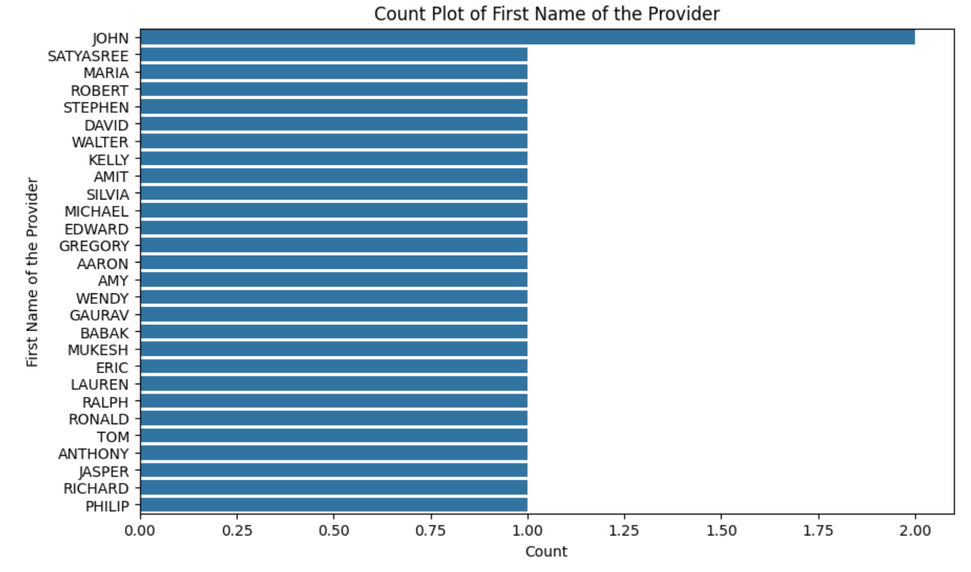 Count Plot of First Name of the Provider
First Name of the Provider
JOHN
SATYASREE
MARIA
ROBERT
STEPHEN
DAVID
WALTER
KELLY
AMIT
SILVIA
MICHAEL
EDWARD
GREGORY
AARON
AMY
WENDY
GAURAV
BABAK
MUKESH
ERIC
LAUREN
RALPH
RONALD
TOM
ANTHONY
JASPER
RICHARD
PHILIP
0.00 0.25 0.50 0.75 1.00 1.25 1.50 1.75 2.00
Count